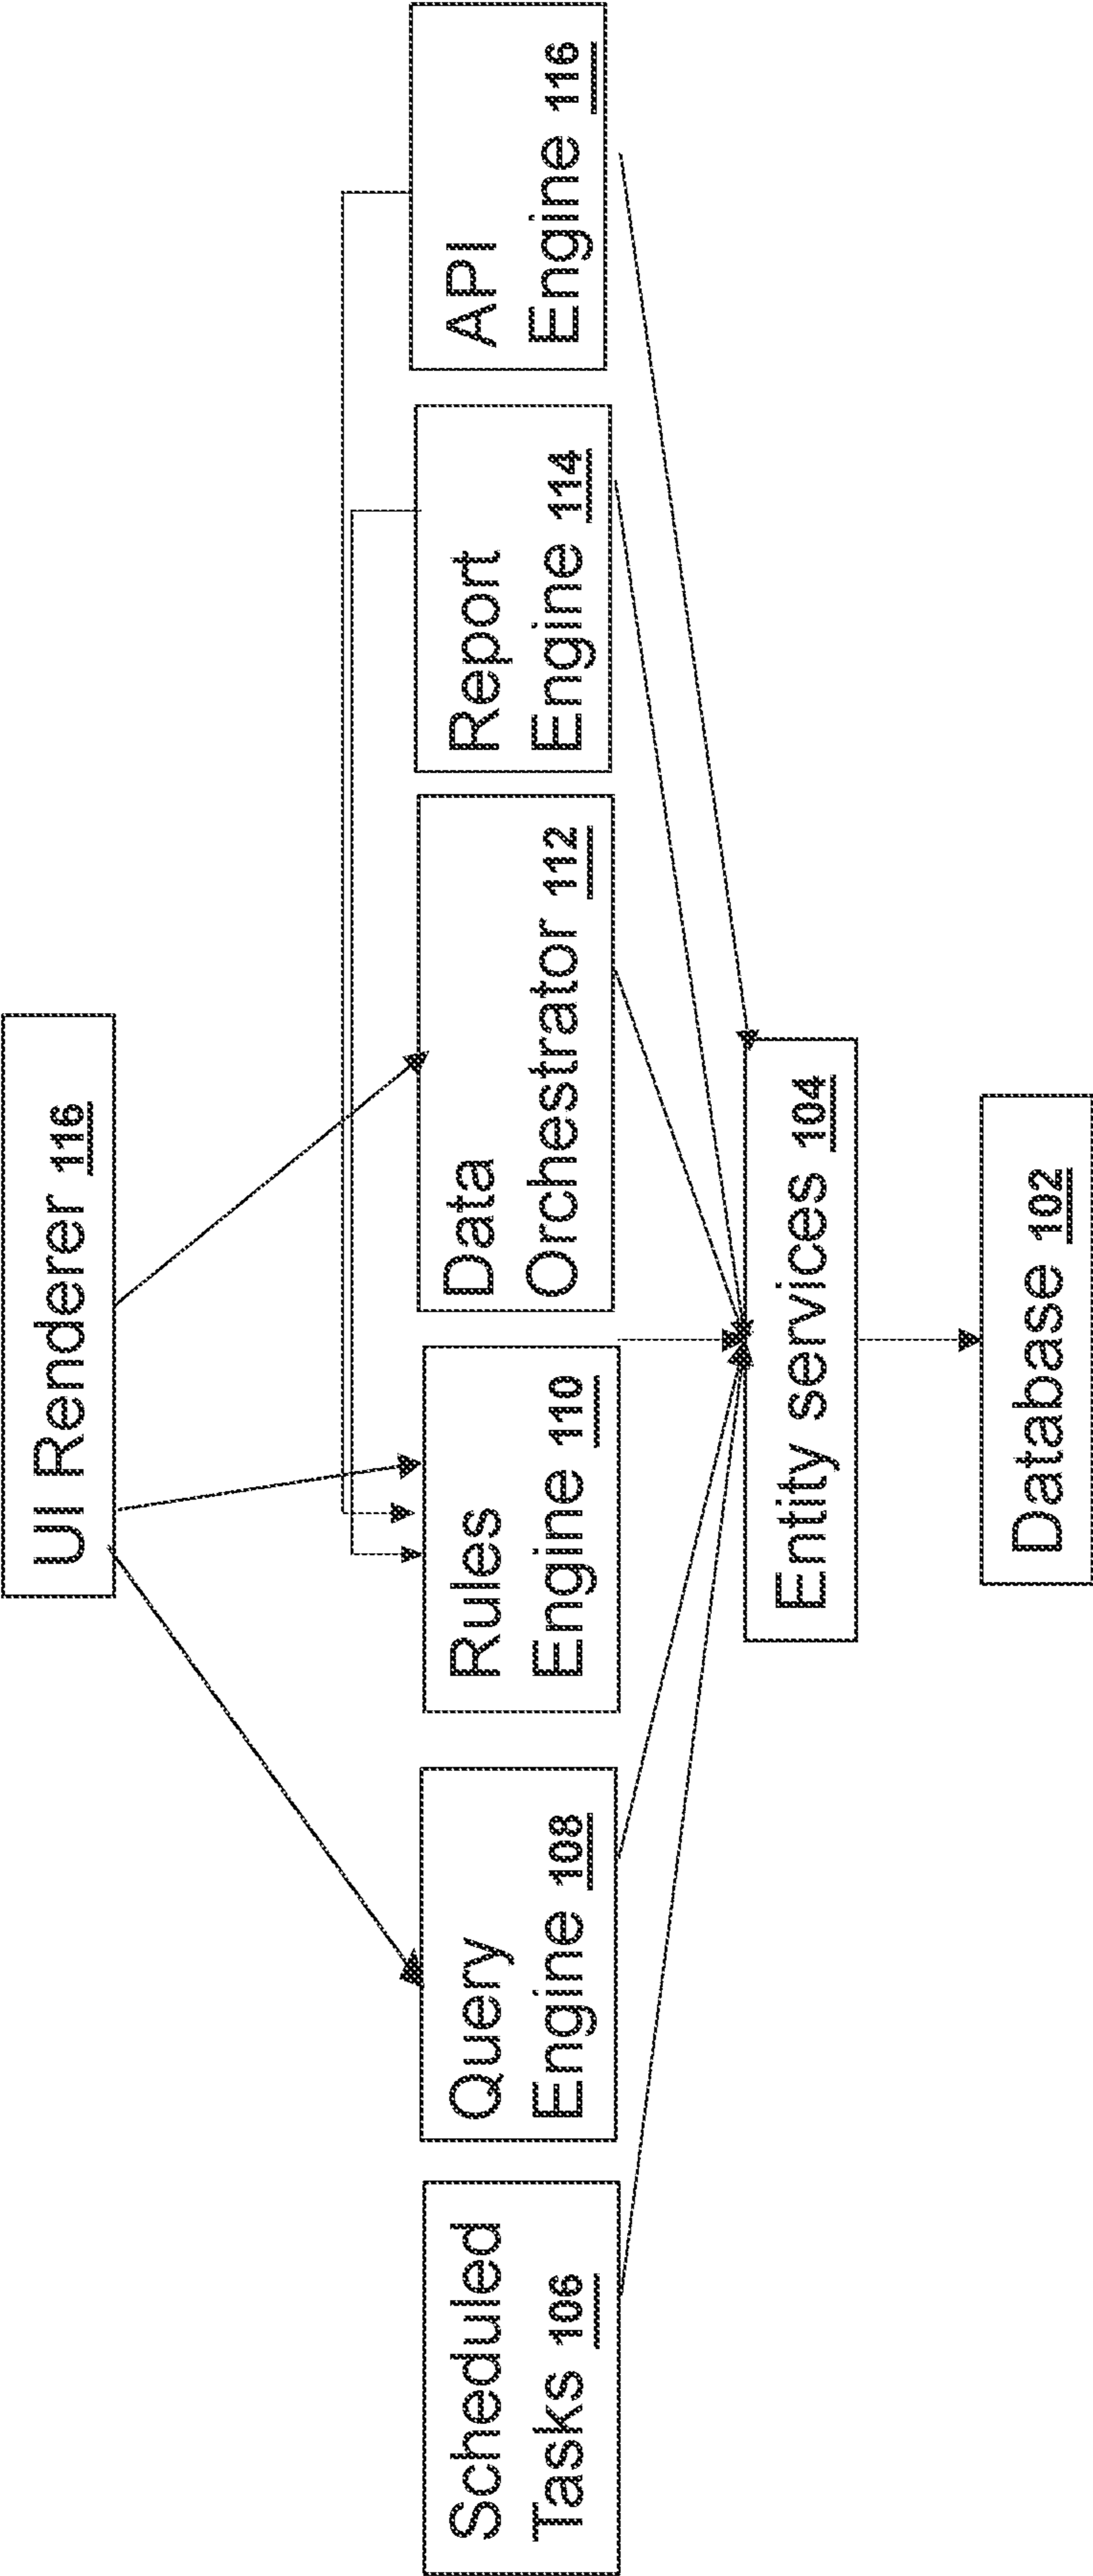 UI Renderer 116
Scheduled
Tasks 106
Query
Engine 108
Rules
Engine 110
Data
Orchestrator 112
Report
Engine 114
API
Engine 116
Entity services 104
Database 102